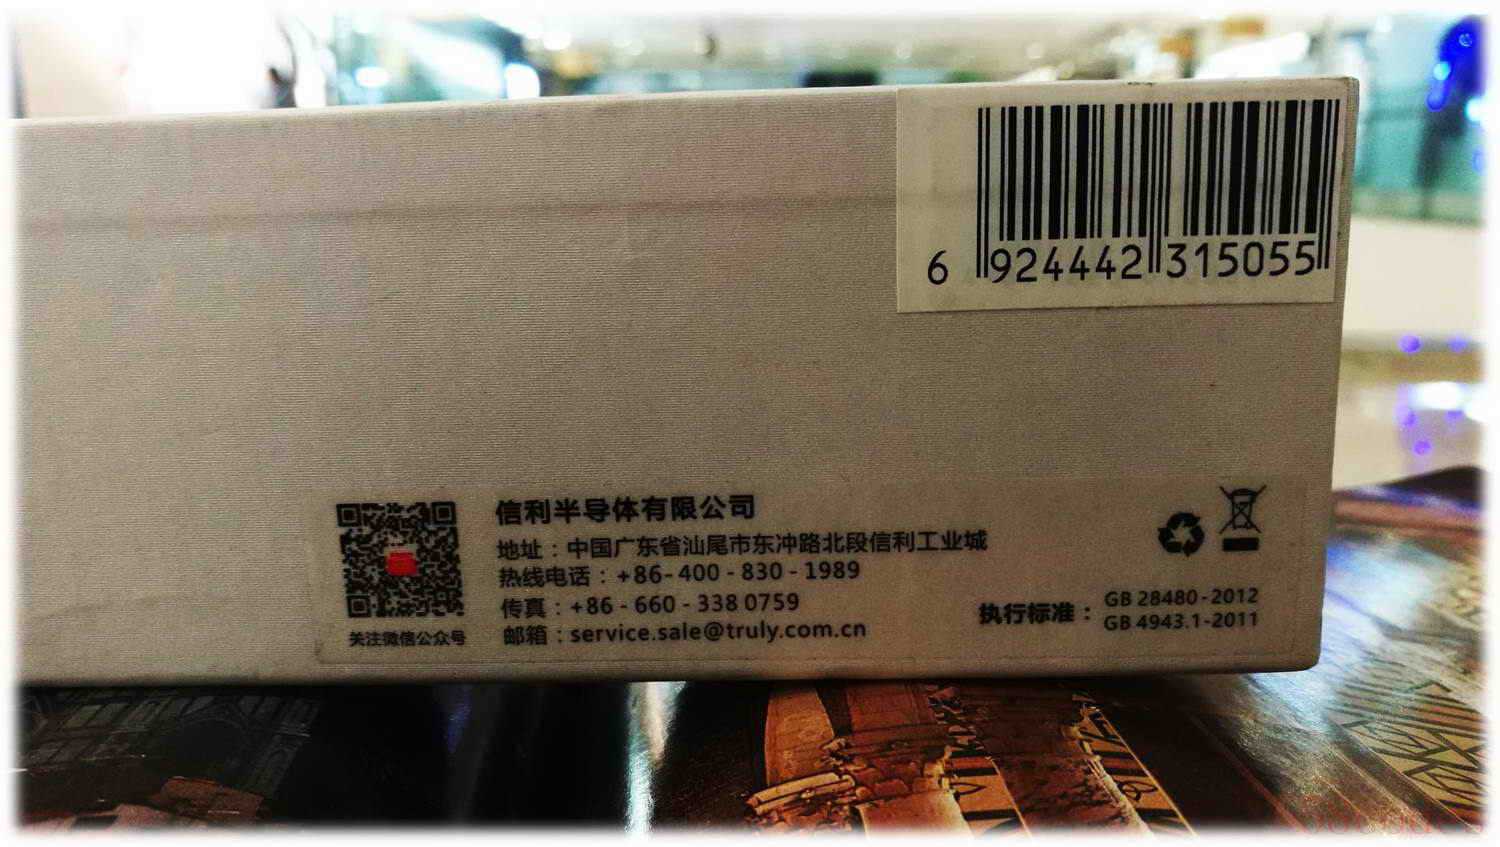 6 924442 315055
信利半导体有限公司
地址：中国广东省汕尾市东冲路北段信利工业城
热线电话：+86-400-830-1989
传真：+86-660-338 0759
邮箱：service.sale@truly.com.cn
关注微信公众号
执行标准：
GB 28480-2012
GB 4943.1-2011